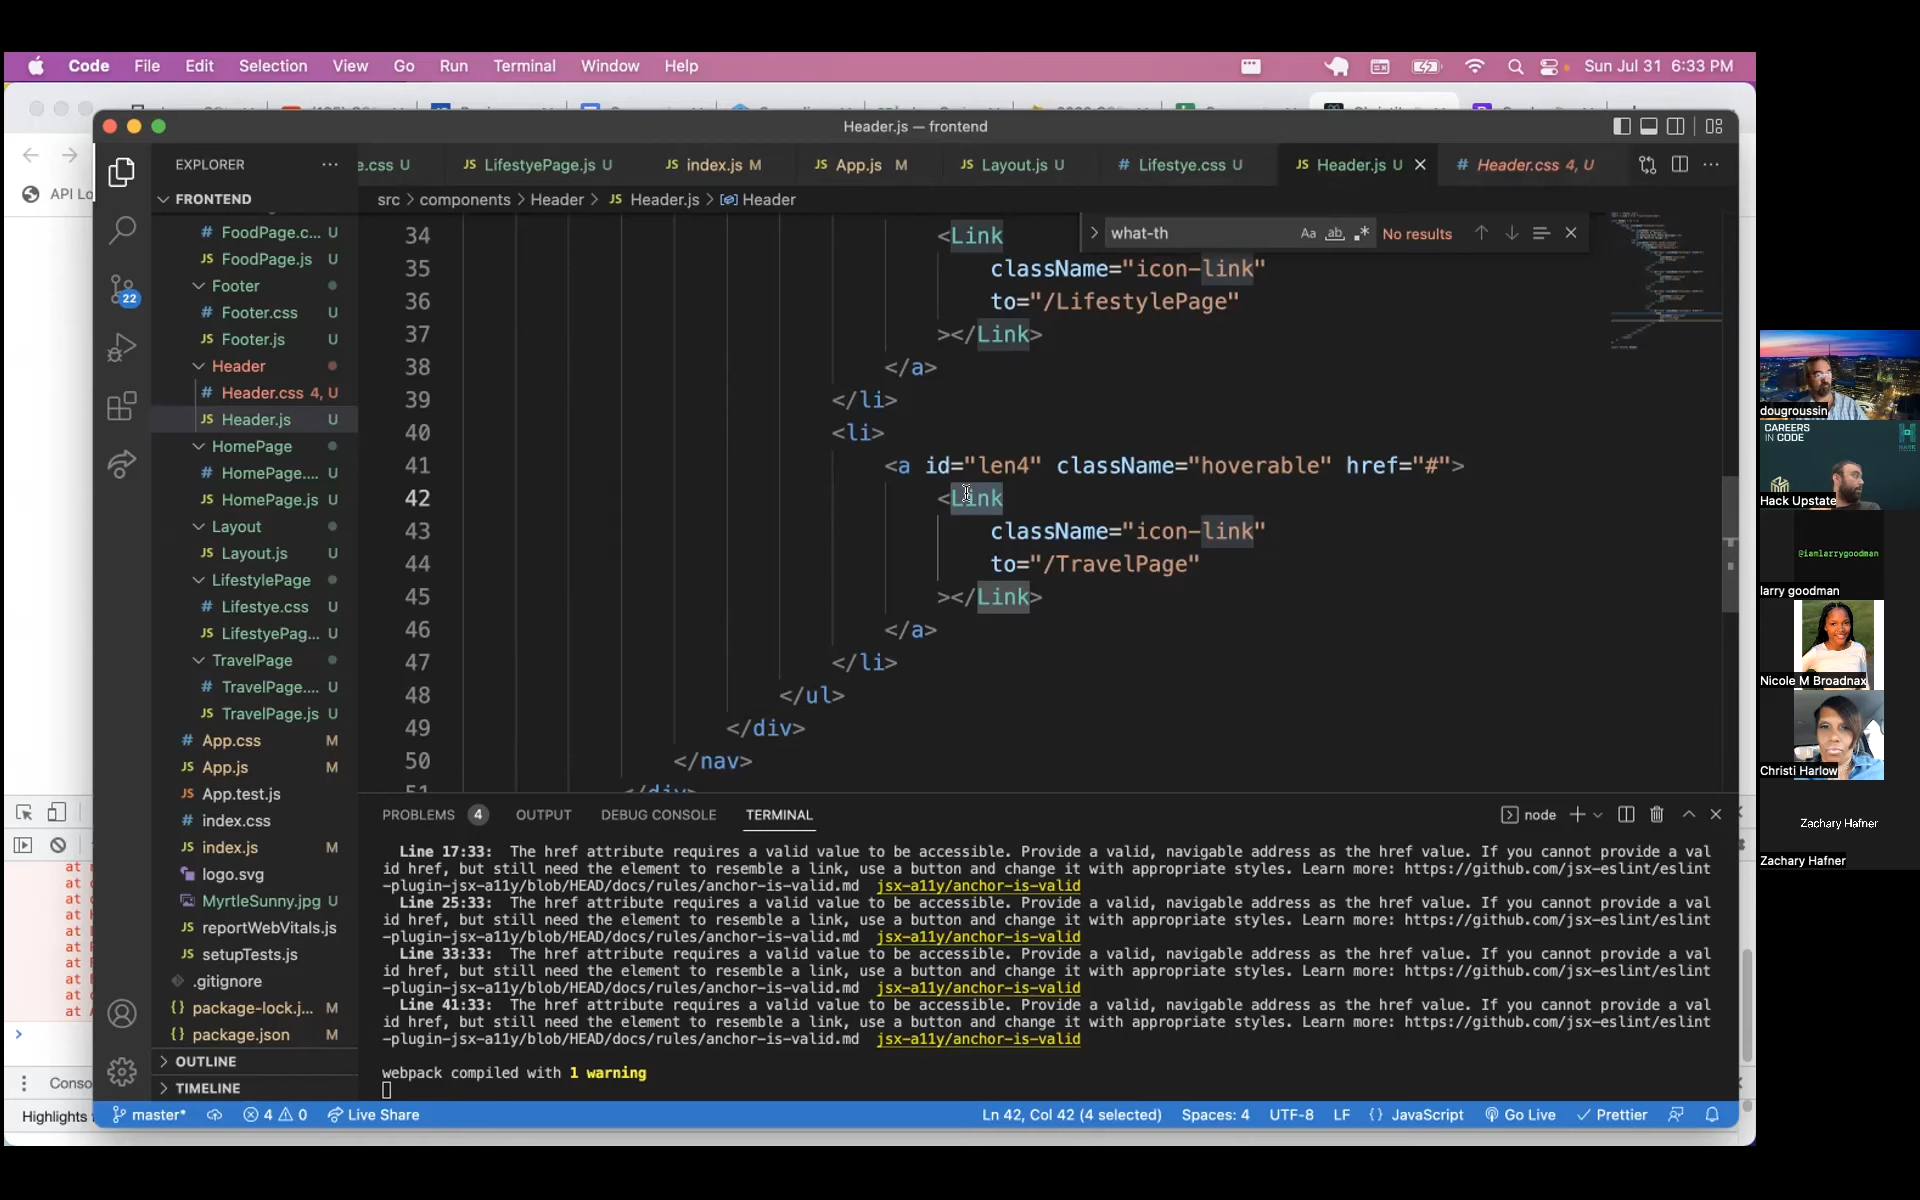 Code File Edit Selection View Go Run Terminal Window Help
Sun Jul 31 6:33 PM
Header.js — frontend
EXPLORER
e.css U
LifestyePage.js U
index.js M
App.js M
Layout.js U
Lifestye.css U
Header.js U
Header.css 4, U
API Lo
FRONTEND
src > components > Header > JS Header.js > Header
what-th
Aa ab .* No results
FoodPage.c... U
FoodPage.js U
Footer
Footer.css U
Footer.js U
Header
Header.css 4, U
Header.js U
HomePage
HomePage.... U
HomePage.js U
Layout
Layout.js U
LifestylePage
Lifestye.css U
LifestyePag... U
TravelPage
TravelPage.... U
TravelPage.js U
App.css M
App.js M
App.test.js
index.css
index.js M
logo.svg
MyrtleSunny.jpg U
reportWebVitals.js
setupTests.js
.gitignore
package-lock.j... M
package.json M
OUTLINE
TIMELINE
22
34 <Link
35 className="icon-link"
36 to="/LifestylePage"
37 ></Link>
38 </a>
39 </li>
40 <li>
41 <a id="len4" className="hoverable" href="#">
42 <Link
43 className="icon-link"
44 to="/TravelPage"
45 ></Link>
46 </a>
47 </li>
48 </ul>
49 </div>
50 </nav>
51 </div>
PROBLEMS 4 OUTPUT DEBUG CONSOLE TERMINAL
node
Line 17:33: The href attribute requires a valid value to be accessible. Provide a valid, navigable address as the href value. If you cannot provide a val
id href, but still need the element to resemble a link, use a button and change it with appropriate styles. Learn more: https://github.com/jsx-eslint/eslint
-plugin-jsx-a11y/blob/HEAD/docs/rules/anchor-is-valid.md jsx-a11y/anchor-is-valid
Line 25:33: The href attribute requires a valid value to be accessible. Provide a valid, navigable address as the href value. If you cannot provide a val
id href, but still need the element to resemble a link, use a button and change it with appropriate styles. Learn more: https://github.com/jsx-eslint/eslint
-plugin-jsx-a11y/blob/HEAD/docs/rules/anchor-is-valid.md jsx-a11y/anchor-is-valid
Line 33:33: The href attribute requires a valid value to be accessible. Provide a valid, navigable address as the href value. If you cannot provide a val
id href, but still need the element to resemble a link, use a button and change it with appropriate styles. Learn more: https://github.com/jsx-eslint/eslint
-plugin-jsx-a11y/blob/HEAD/docs/rules/anchor-is-valid.md jsx-a11y/anchor-is-valid
Line 41:33: The href attribute requires a valid value to be accessible. Provide a valid, navigable address as the href value. If you cannot provide a val
id href, but still need the element to resemble a link, use a button and change it with appropriate styles. Learn more: https://github.com/jsx-eslint/eslint
-plugin-jsx-a11y/blob/HEAD/docs/rules/anchor-is-valid.md jsx-a11y/anchor-is-valid
webpack compiled with 1 warning
at
at
at
at
at
at
at
at
at
at
Conso
Highlights
master* 4 0 Live Share
Ln 42, Col 42 (4 selected) Spaces: 4 UTF-8 LF {} JavaScript Go Live Prettier
dougroussin
CAREERS
IN CODE
Hack Upstate
@iamlarrygoodman
larry goodman
Nicole M Broadnax
Christi Harlow
Zachary Hafner
Zachary Hafner